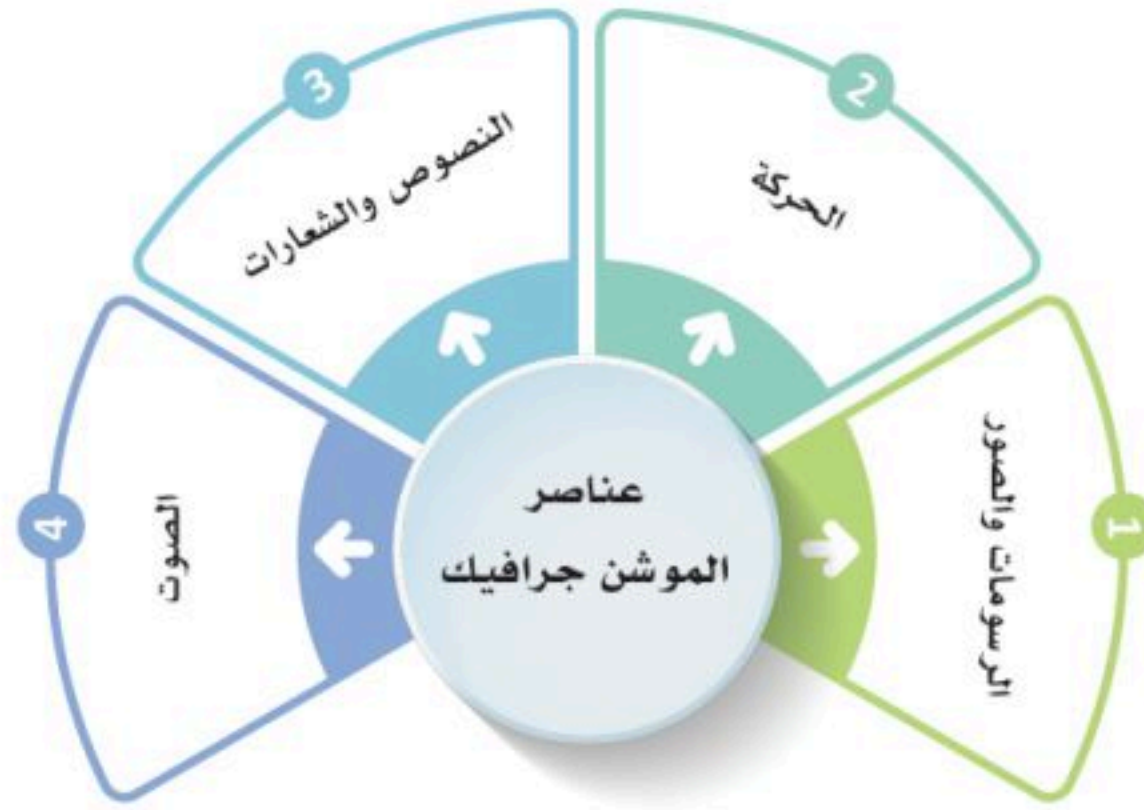 عناصر
الموشن جرافيك
1
الرسومات والصور
2
الحركة
3
النصوص والشعارات
4
الصوت